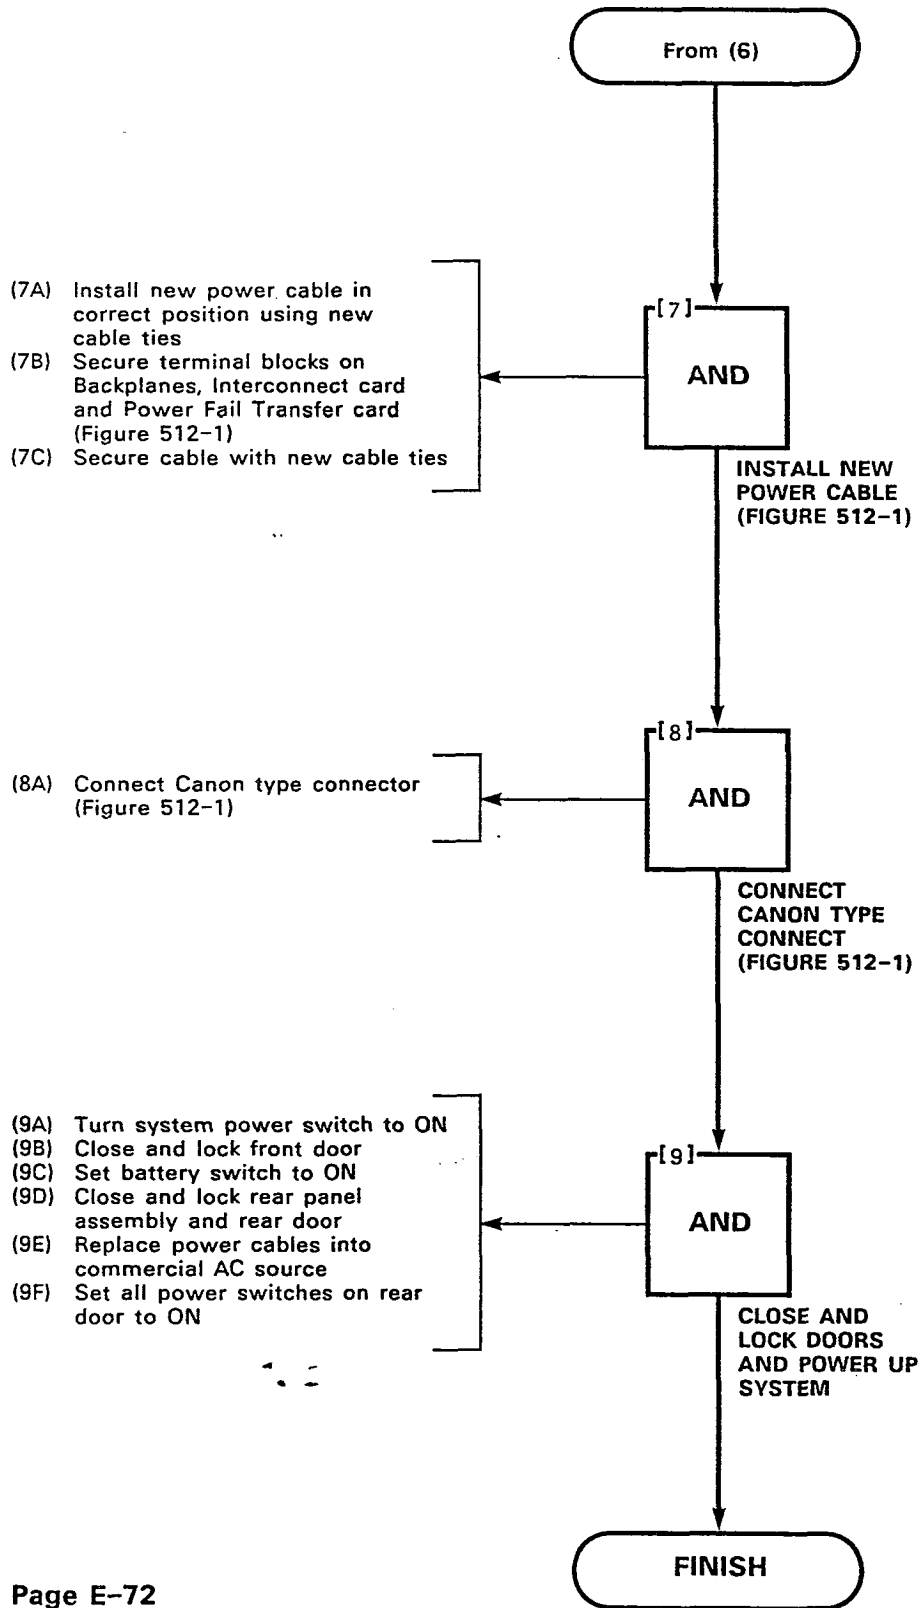 From (6)
(7A) Install new power cable in
correct position using new
cable ties
(7B) Secure terminal blocks on
Backplanes, Interconnect card
and Power Fail Transfer card
(Figure 512-1)
(7C) Secure cable with new cable ties
[7]
AND
INSTALL NEW
POWER CABLE
(FIGURE 512-1)
(8A) Connect Canon type connector
(Figure 512-1)
[8]
AND
CONNECT
CANON TYPE
CONNECT
(FIGURE 512-1)
(9A) Turn system power switch to ON
(9B) Close and lock front door
(9C) Set battery switch to ON
(9D) Close and lock rear panel
assembly and rear door
(9E) Replace power cables into
commercial AC source
(9F) Set all power switches on rear
door to ON
[9]
AND
CLOSE AND
LOCK DOORS
AND POWER UP
SYSTEM
FINISH
Page E-72